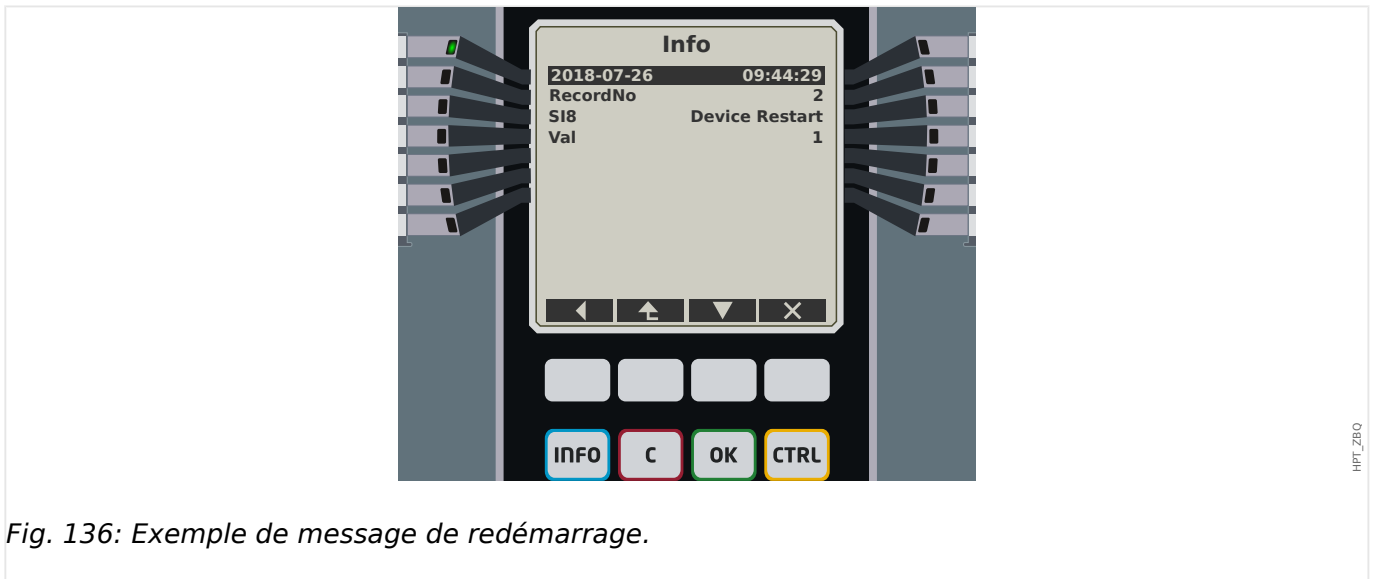 Info
2018-07-26 09:44:29
RecordNo 2
SI8 Device Restart
Val 1
INFO C OK CTRL
HPT_ZBQ
Fig. 136: Exemple de message de redémarrage.